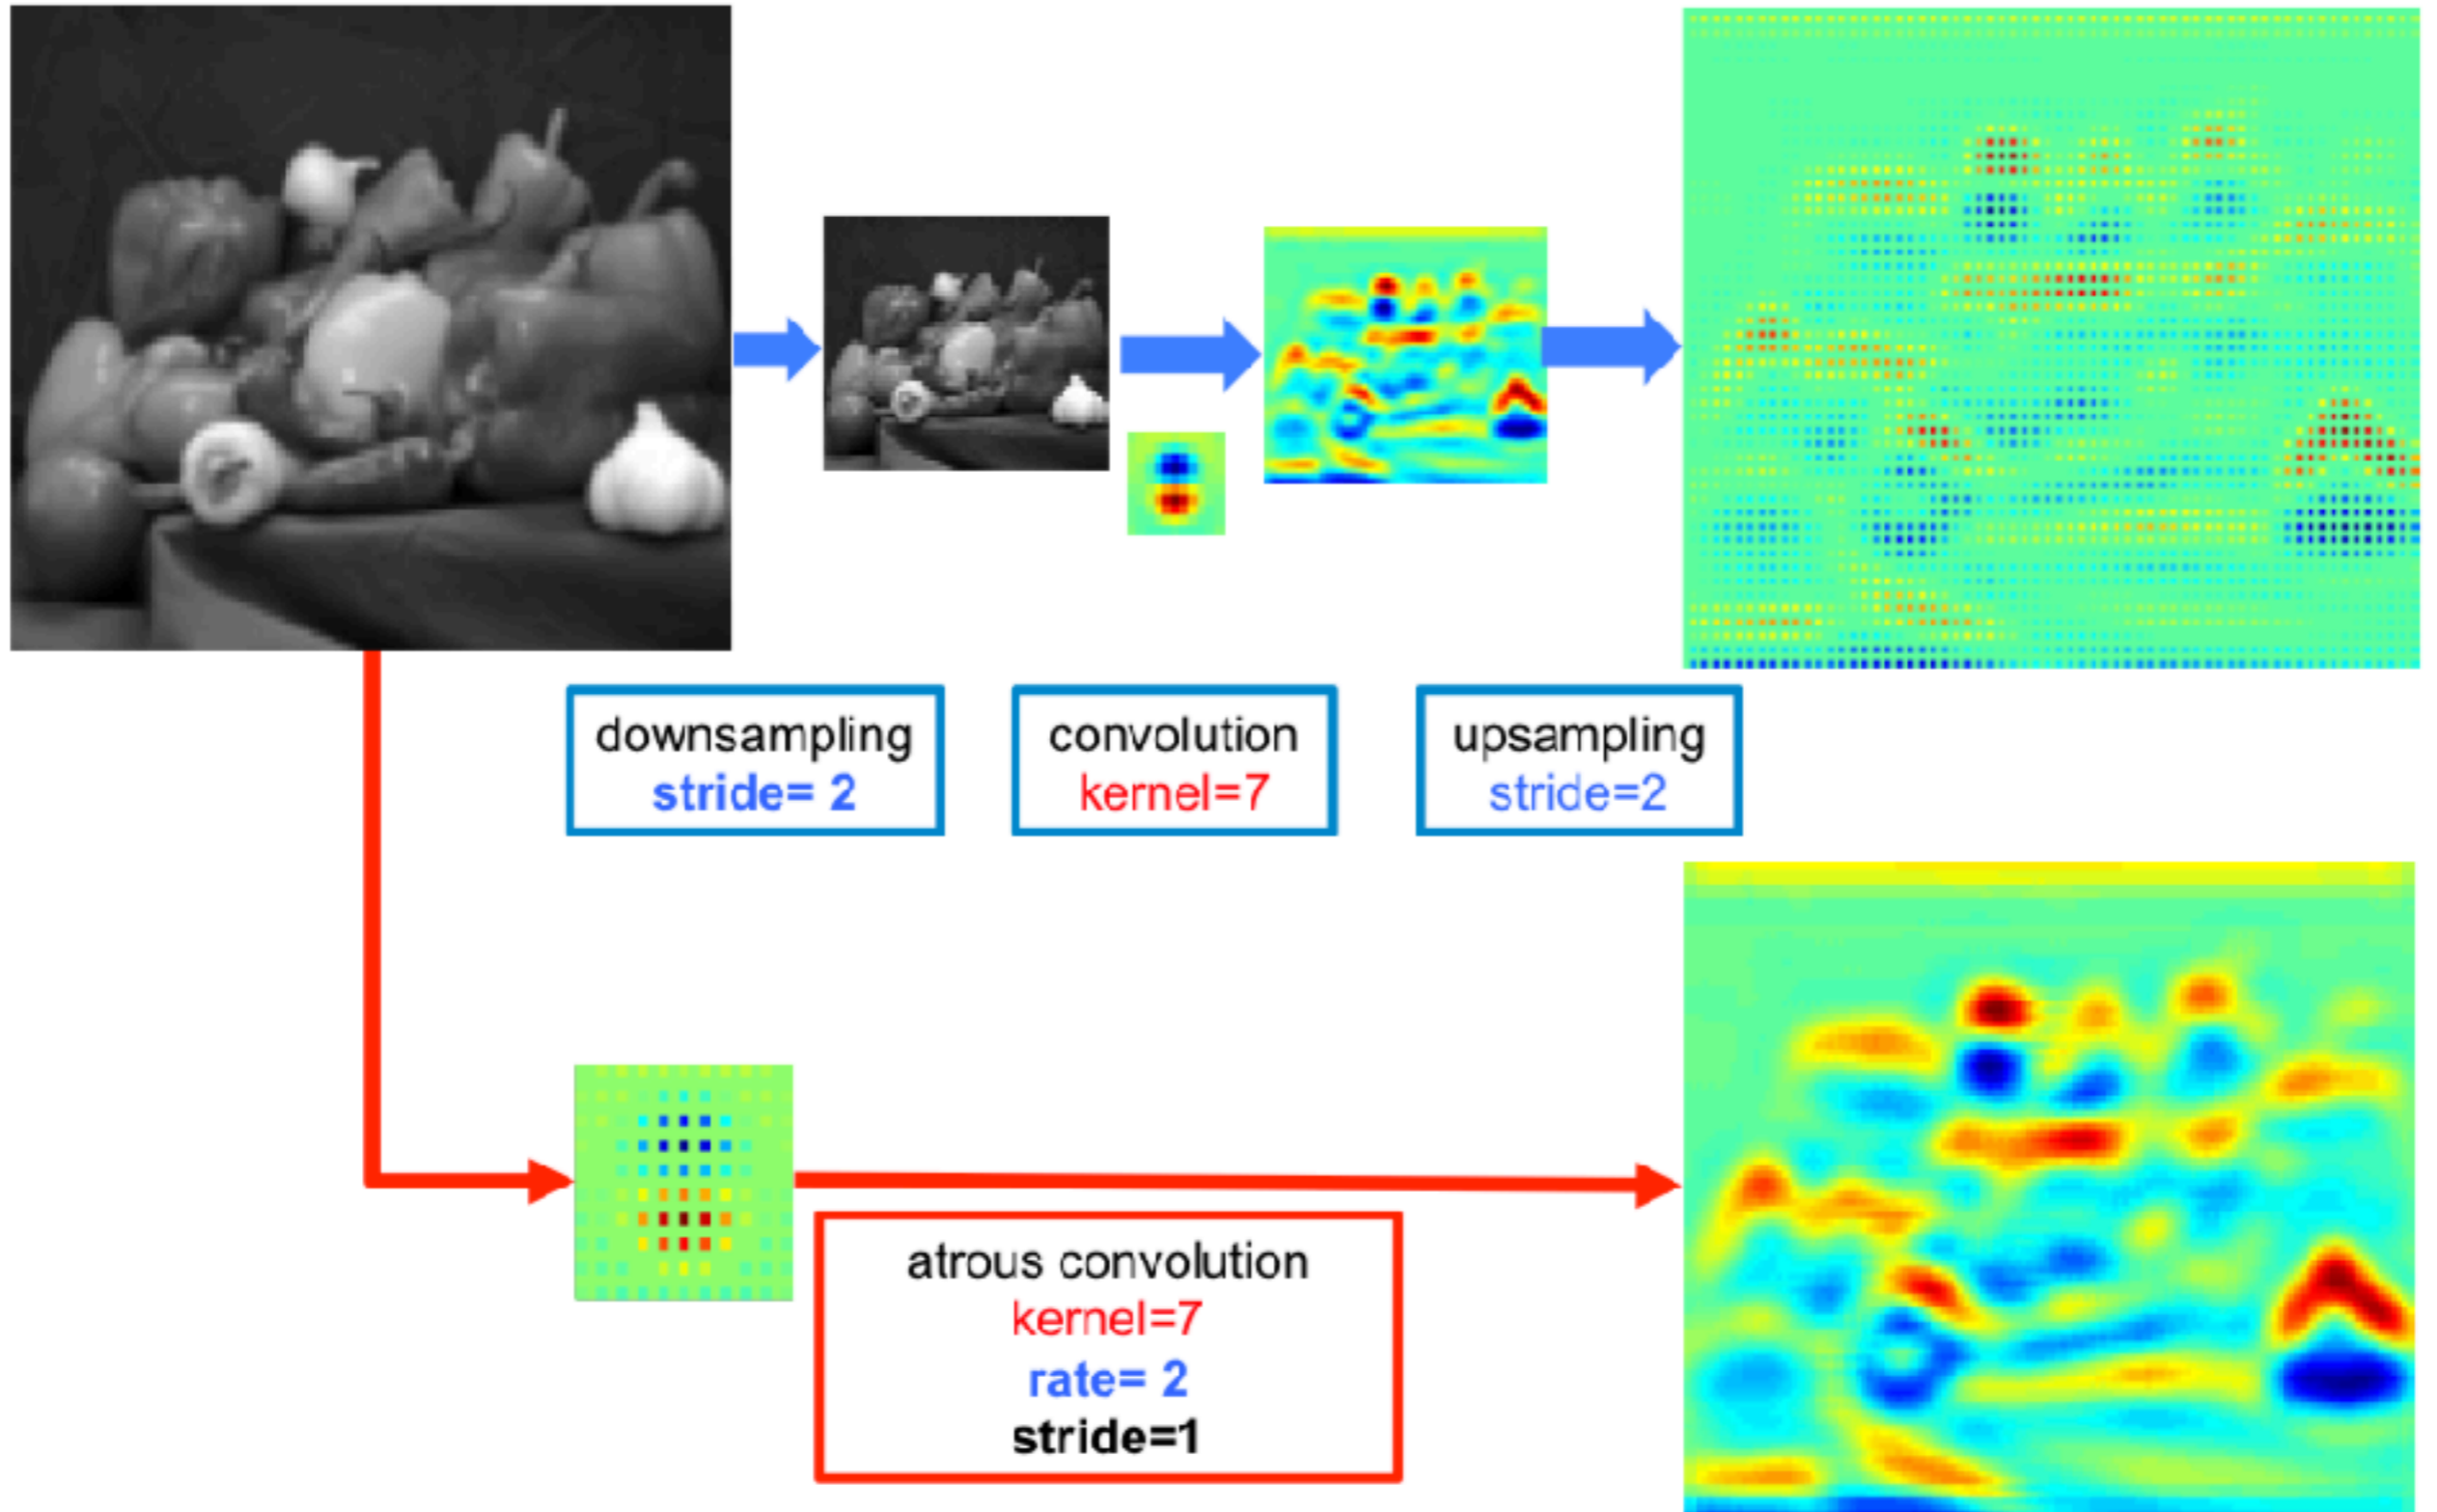 downsampling
stride= 2
convolution
kernel=7
upsampling
stride=2
atrous convolution
kernel=7
rate= 2
stride=1